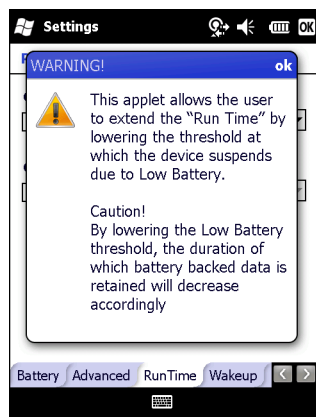 Settings
OK
WARNING!
ok
This applet allows the user
to extend the “Run Time” by
lowering the threshold at
which the device suspends
due to Low Battery.
Caution!
By lowering the Low Battery
threshold, the duration of
which battery backed data is
retained will decrease
accordingly
Battery Advanced RunTime Wakeup